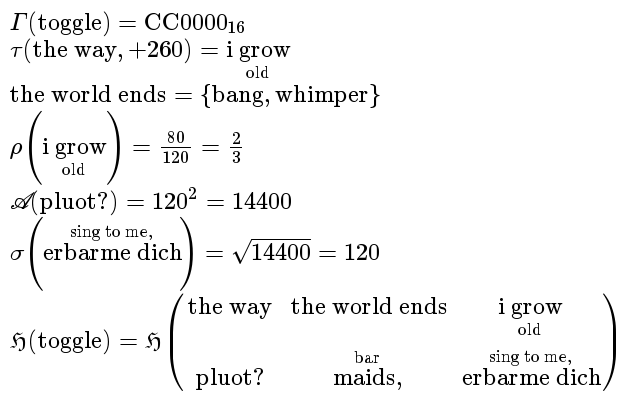 Γ(toggle) = CC0000₁₆
τ(the way, +260) = i grow
old
the world ends = {bang, whimper}
ρ(i grow old) = 80/120 = 2/3
𝒜(pluot?) = 120² = 14400
sing to me,
σ(erbarme dich) = √14400 = 120
the way the world ends i grow
old
ℌ(toggle) = ℌ
bar sing to me,
pluot? maids, erbarme dich